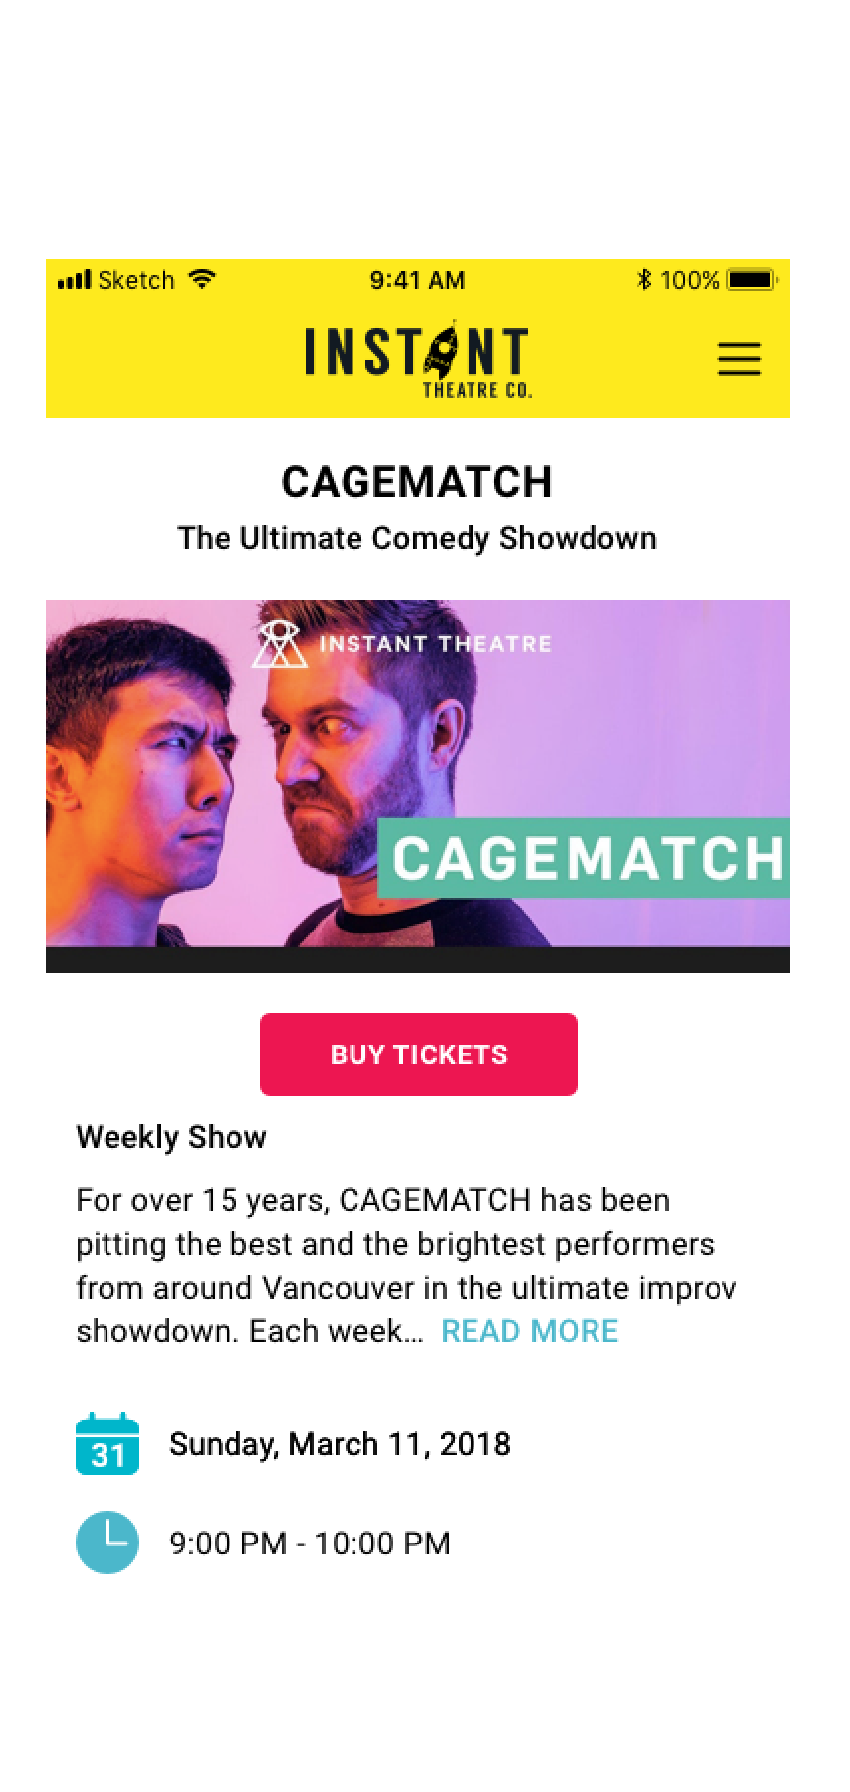 Sketch 9:41 AM 100%
INSTANT
THEATRE CO.
CAGEMATCH
The Ultimate Comedy Showdown
INSTANT THEATRE
CAGEMATCH
BUY TICKETS
Weekly Show
For over 15 years, CAGEMATCH has been
pitting the best and the brightest performers
from around Vancouver in the ultimate improv
showdown. Each week... READ MORE
31 Sunday, March 11, 2018
9:00 PM - 10:00 PM